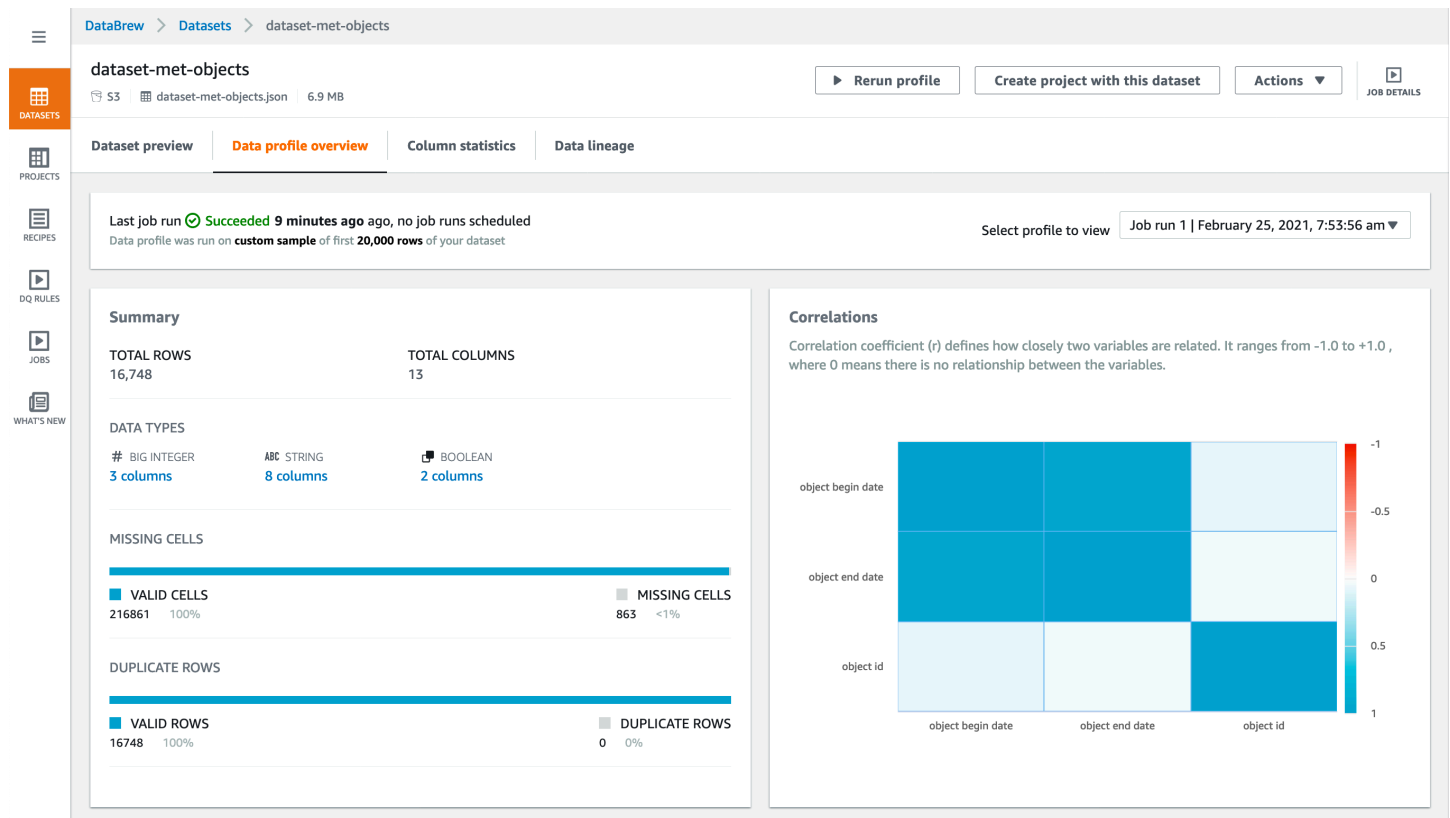 DataBrew > Datasets > dataset-met-objects
dataset-met-objects
S3 dataset-met-objects.json 6.9 MB
Rerun profile
Create project with this dataset
Actions
JOB DETAILS
DATASETS
PROJECTS
RECIPES
DQ RULES
JOBS
WHAT'S NEW
Dataset preview
Data profile overview
Column statistics
Data lineage
Last job run Succeeded 9 minutes ago ago, no job runs scheduled
Data profile was run on custom sample of first 20,000 rows of your dataset
Select profile to view
Job run 1 | February 25, 2021, 7:53:56 am
Summary
TOTAL ROWS
16,748
TOTAL COLUMNS
13
DATA TYPES
# BIG INTEGER
3 columns
ABC STRING
8 columns
BOOLEAN
2 columns
MISSING CELLS
VALID CELLS
216861 100%
MISSING CELLS
863 <1%
DUPLICATE ROWS
VALID ROWS
16748 100%
DUPLICATE ROWS
0 0%
Correlations
Correlation coefficient (r) defines how closely two variables are related. It ranges from -1.0 to +1.0 ,
where 0 means there is no relationship between the variables.
object begin date
object end date
object id
object begin date
object end date
object id
-1
-0.5
0
0.5
1